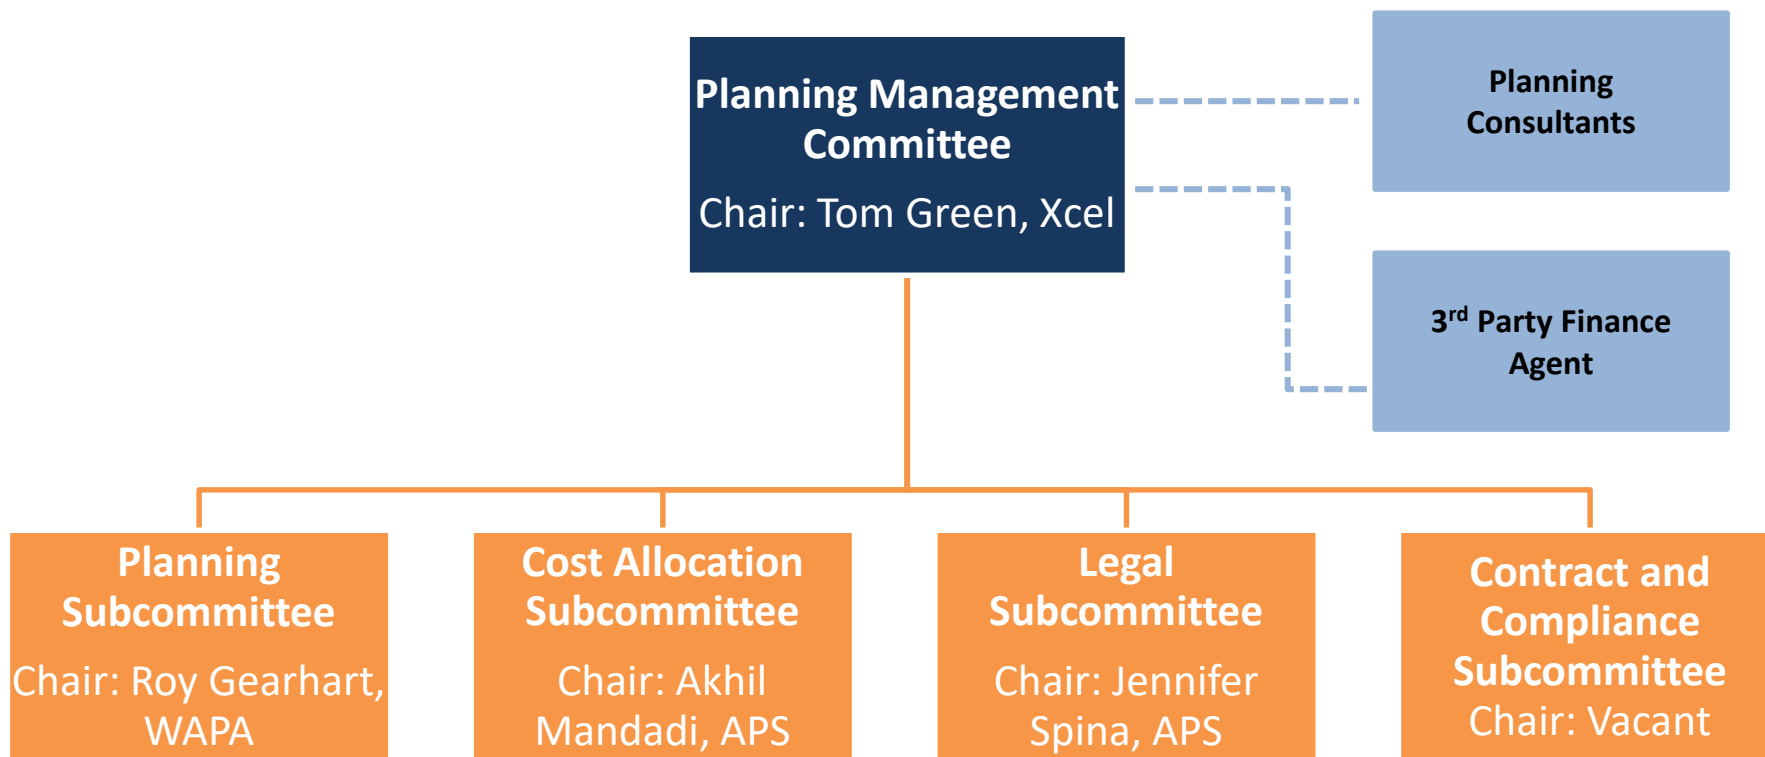 Planning Management
Committee
Chair: Tom Green, Xcel
Planning
Consultants
3rd Party Finance
Agent
Planning
Subcommittee
Chair: Roy Gearhart,
WAPA
Cost Allocation
Subcommittee
Chair: Akhil
Mandadi, APS
Legal
Subcommittee
Chair: Jennifer
Spina, APS
Contract and
Compliance
Subcommittee
Chair: Vacant